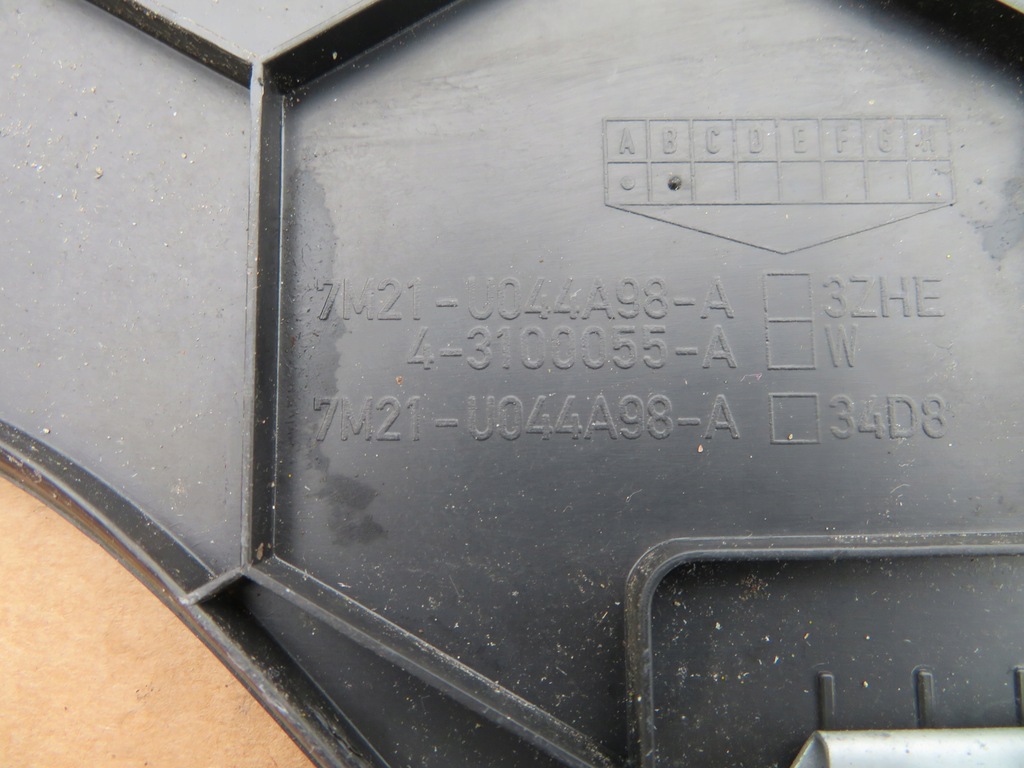 A B C D E F G H
7M21-U044A98-A 3ZHE
4-3100055-A W
7M21-U044A98-A 34D8